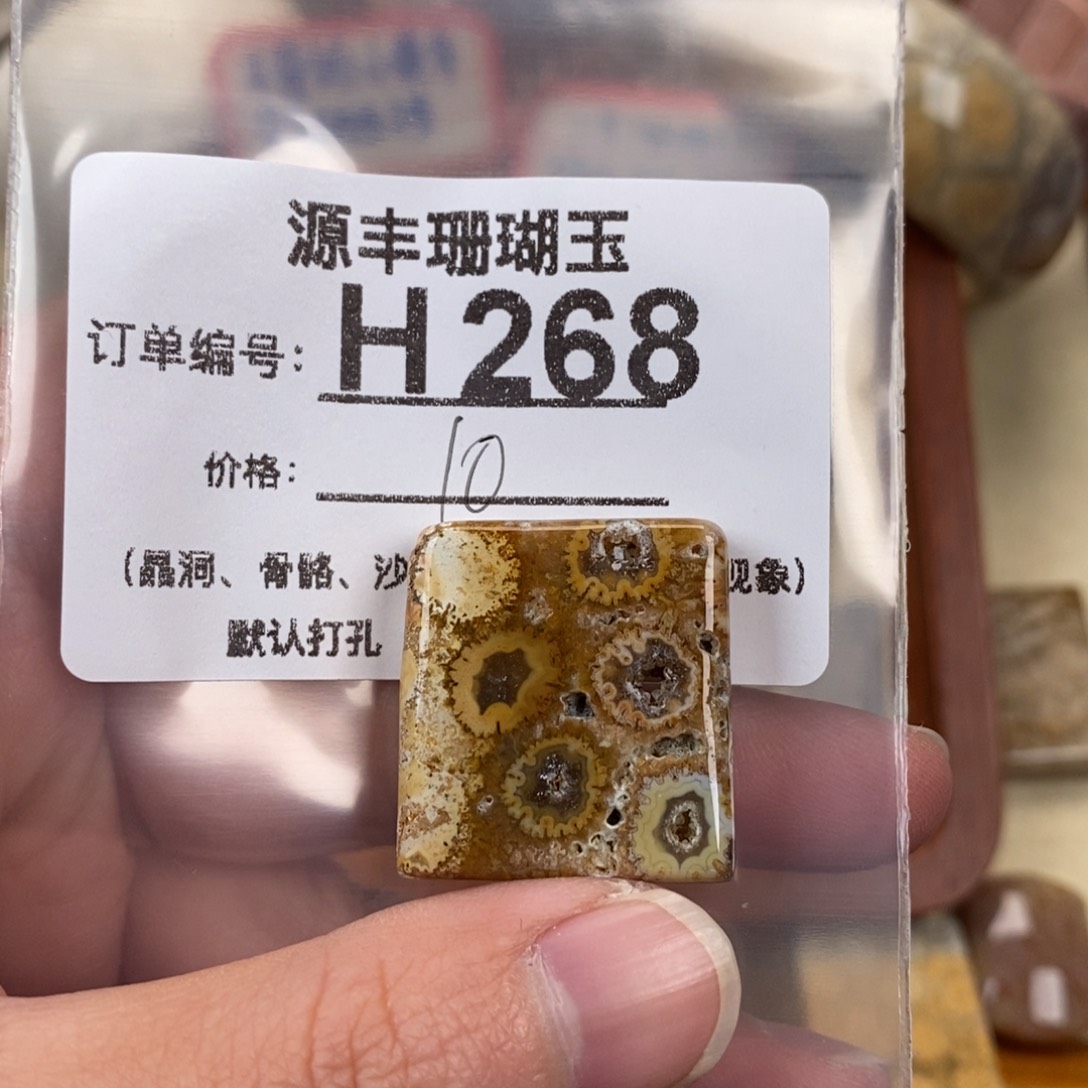 源丰珊瑚玉
订单编号: H268
价格: 10
(晶洞、骨骼、沙 现象)
默认打孔